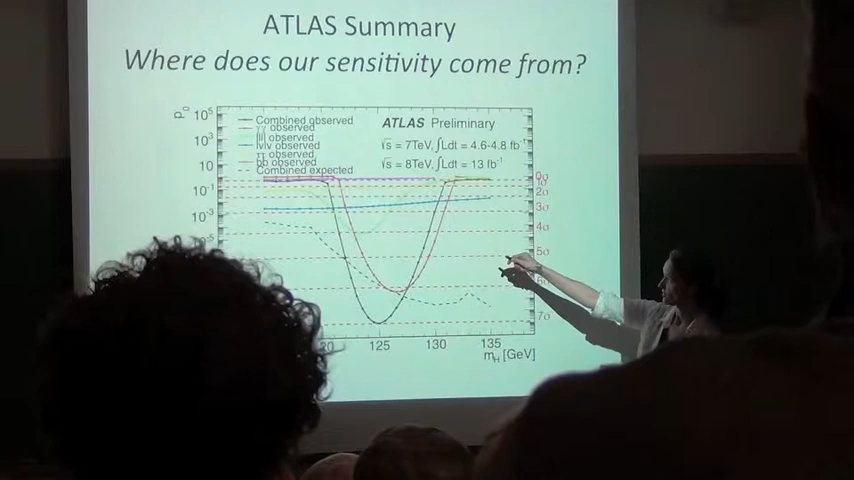 ATLAS Summary
Where does our sensitivity come from?
p₀
10⁵
10³
10
10⁻¹
10⁻³
Combined observed
γγ observed
llll observed
lνlν observed
ττ observed
bb observed
Combined expected
ATLAS Preliminary
√s = 7TeV, ∫Ldt = 4.6-4.8 fb⁻¹
√s = 8TeV, ∫Ldt = 13 fb⁻¹
0σ
1σ
2σ
3σ
4σ
5σ
7σ
125
130
135
m_H [GeV]